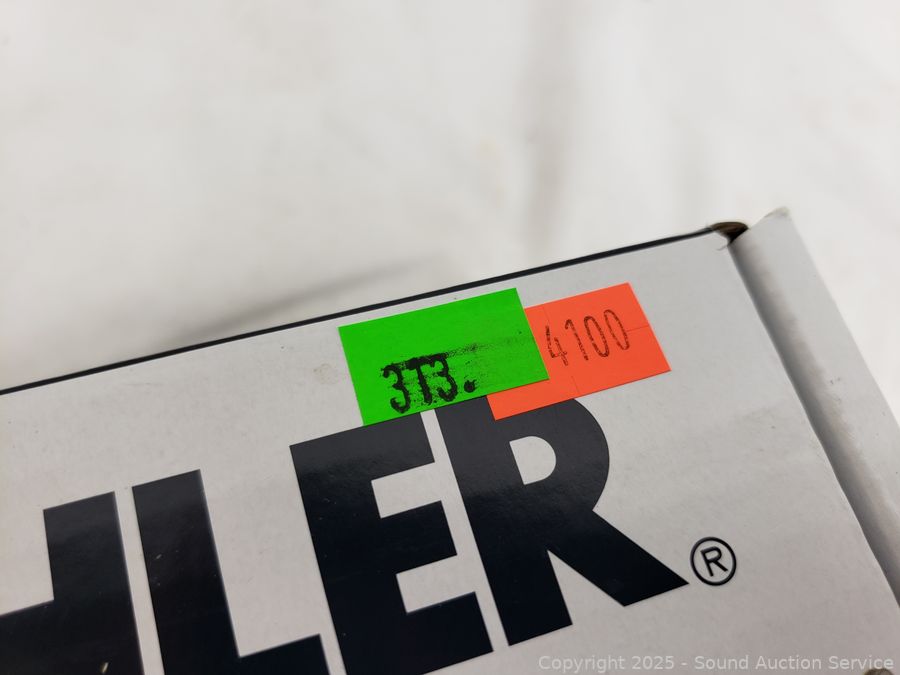 3T3.
4100
HLER®
Copyright 2025 - Sound Auction Service